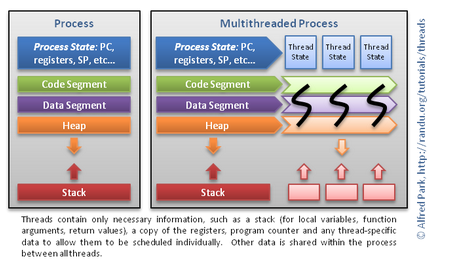 Process
Multithreaded Process
Process State: PC,
registers, SP, etc...
Process State: PC,
registers, SP, etc...
Thread
State
Thread
State
Thread
State
Code Segment
Code Segment
Data Segment
Data Segment
Heap
Heap
Stack
Stack
Threads contain only necessary information, such as a stack (for local variables, function
arguments, return values), a copy of the registers, program counter and any thread-specific
data to allow them to be scheduled individually. Other data is shared within the process
between all threads.
© Alfred Park, http://randu.org/tutorials/threads